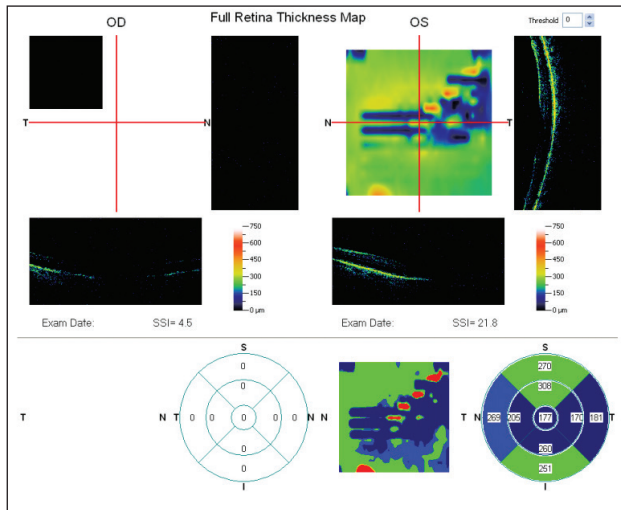 Full Retina Thickness Map
OD
OS
Threshold 0
T
N
N
T
750
600
450
300
150
0 µm
750
600
450
300
150
0 µm
Exam Date: SSI= 4.5
Exam Date: SSI= 21.8
S
S
0
270
0
308
T N T 0 0 0 0 0 N N T N 269 205 177 170 181 T
0
260
0
251
I
I